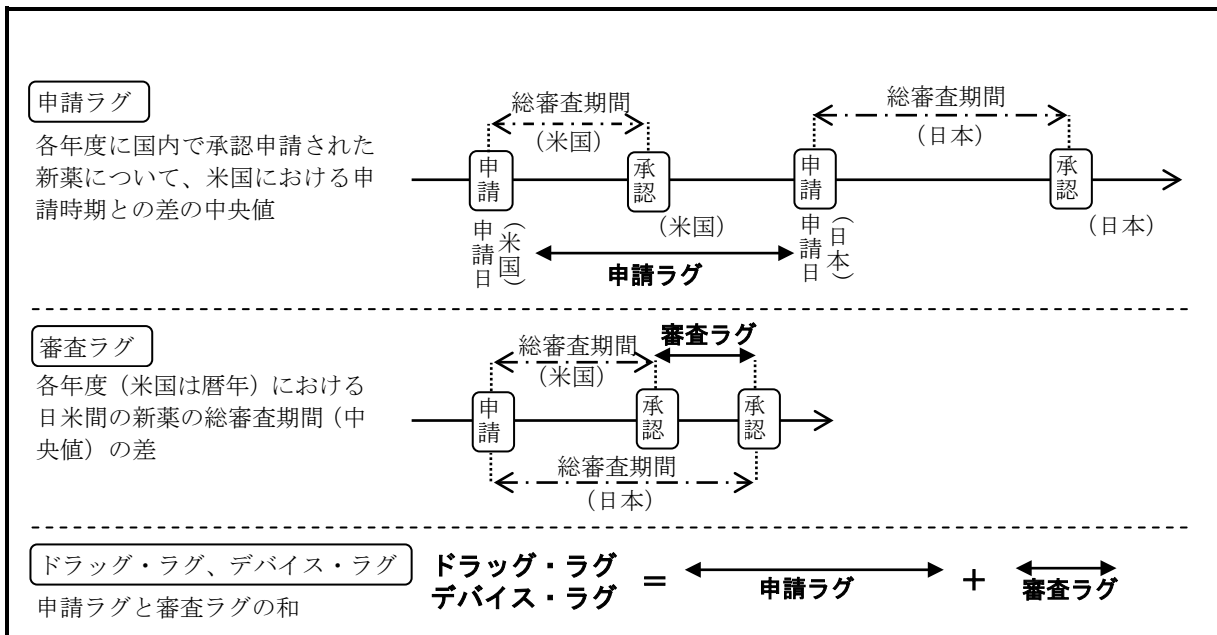 申請ラグ
各年度に国内で承認申請された
新薬について、米国における申
請時期との差の中央値
総審査期間
(米国)
総審査期間
(日本)
申請
承認
申請
承認
申請日
(米国)
(米国)
申請日
(日本)
(日本)
申請ラグ
審査ラグ
各年度（米国は暦年）における
日米間の新薬の総審査期間（中
央値）の差
審査ラグ
総審査期間
(米国)
申請
承認
承認
総審査期間
(日本)
ドラッグ・ラグ、デバイス・ラグ
申請ラグと審査ラグの和
ドラッグ・ラグ
デバイス・ラグ
＝
申請ラグ
＋
審査ラグ